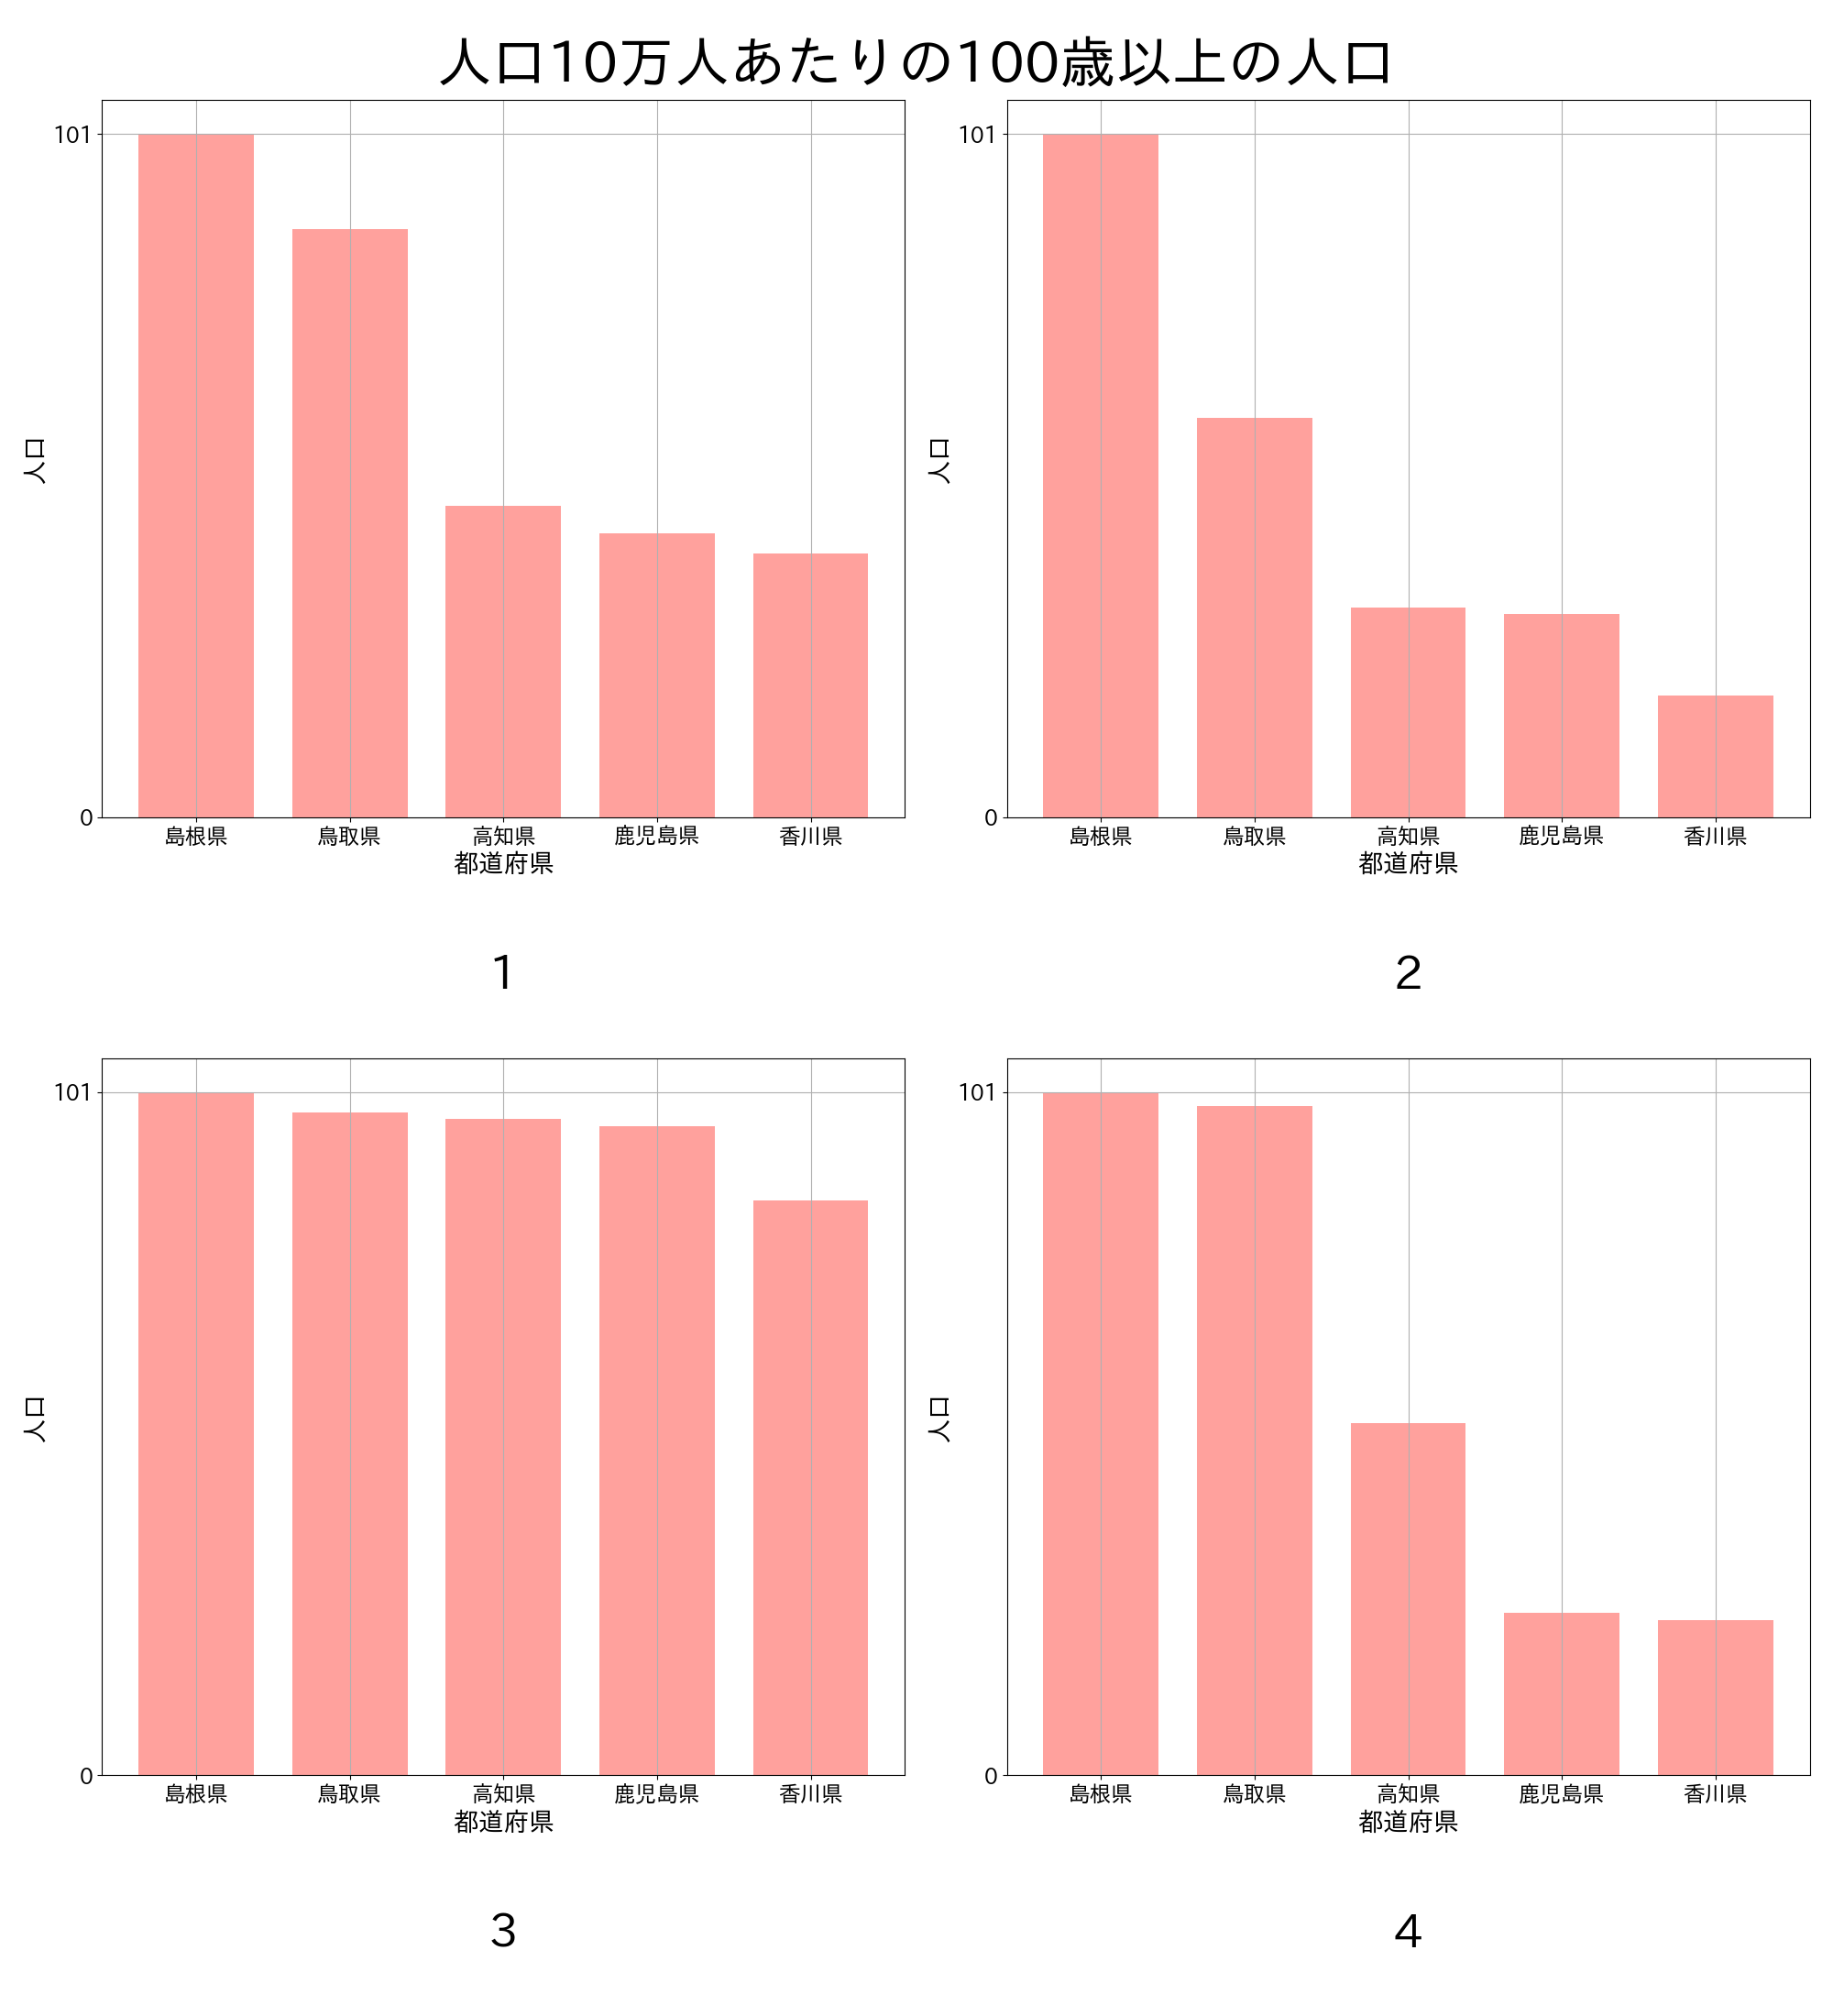 人口10万人あたりの100歳以上の人口
101
人口
0
島根県 鳥取県 高知県 鹿児島県 香川県
都道府県
1
101
人口
0
島根県 鳥取県 高知県 鹿児島県 香川県
都道府県
2
101
人口
0
島根県 鳥取県 高知県 鹿児島県 香川県
都道府県
3
101
人口
0
島根県 鳥取県 高知県 鹿児島県 香川県
都道府県
4